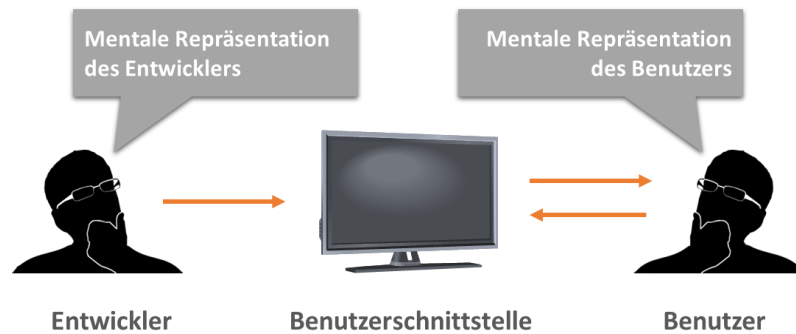 Mentale Repräsentation
des Entwicklers
Mentale Repräsentation
des Benutzers
Entwickler
Benutzerschnittstelle
Benutzer